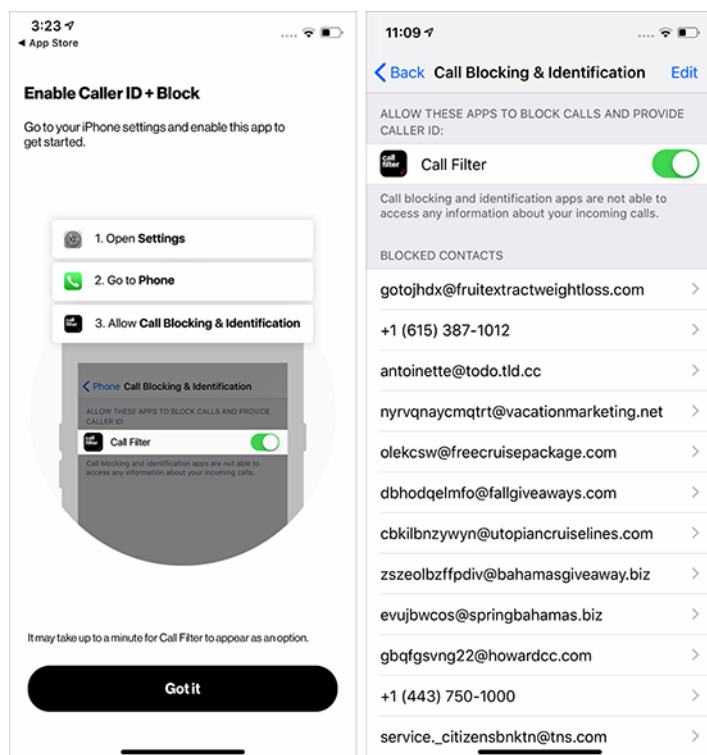 3:23
App Store
Enable Caller ID + Block
Go to your iPhone settings and enable this app to
get started.
1. Open Settings
2. Go to Phone
call
filter
3. Allow Call Blocking & Identification
Phone Call Blocking & Identification
ALLOW THESE APPS TO BLOCK CALLS AND PROVIDE
CALLER ID:
call
filter
Call Filter
Call blocking and identification apps are not able to
access any information about your incoming calls.
It may take up to a minute for Call Filter to appear as an option.
Got it
11:09
Back Call Blocking & Identification Edit
ALLOW THESE APPS TO BLOCK CALLS AND PROVIDE
CALLER ID:
call
filter
Call Filter
Call blocking and identification apps are not able to
access any information about your incoming calls.
BLOCKED CONTACTS
gotojhdx@fruitextractweightloss.com
+1 (615) 387-1012
antoinette@todo.tld.cc
nyrvqnaycmqtrt@vacationmarketing.net
olekcsw@freecruisepackage.com
dbhodqelmfo@fallgiveaways.com
cbkilbnzywyn@utopiancruiselines.com
zszeolbzffpdiv@bahamasgiveaway.biz
evujbwcos@springbahamas.biz
gbqfgsvng22@howardcc.com
+1 (443) 750-1000
service._citizensbnktn@tns.com